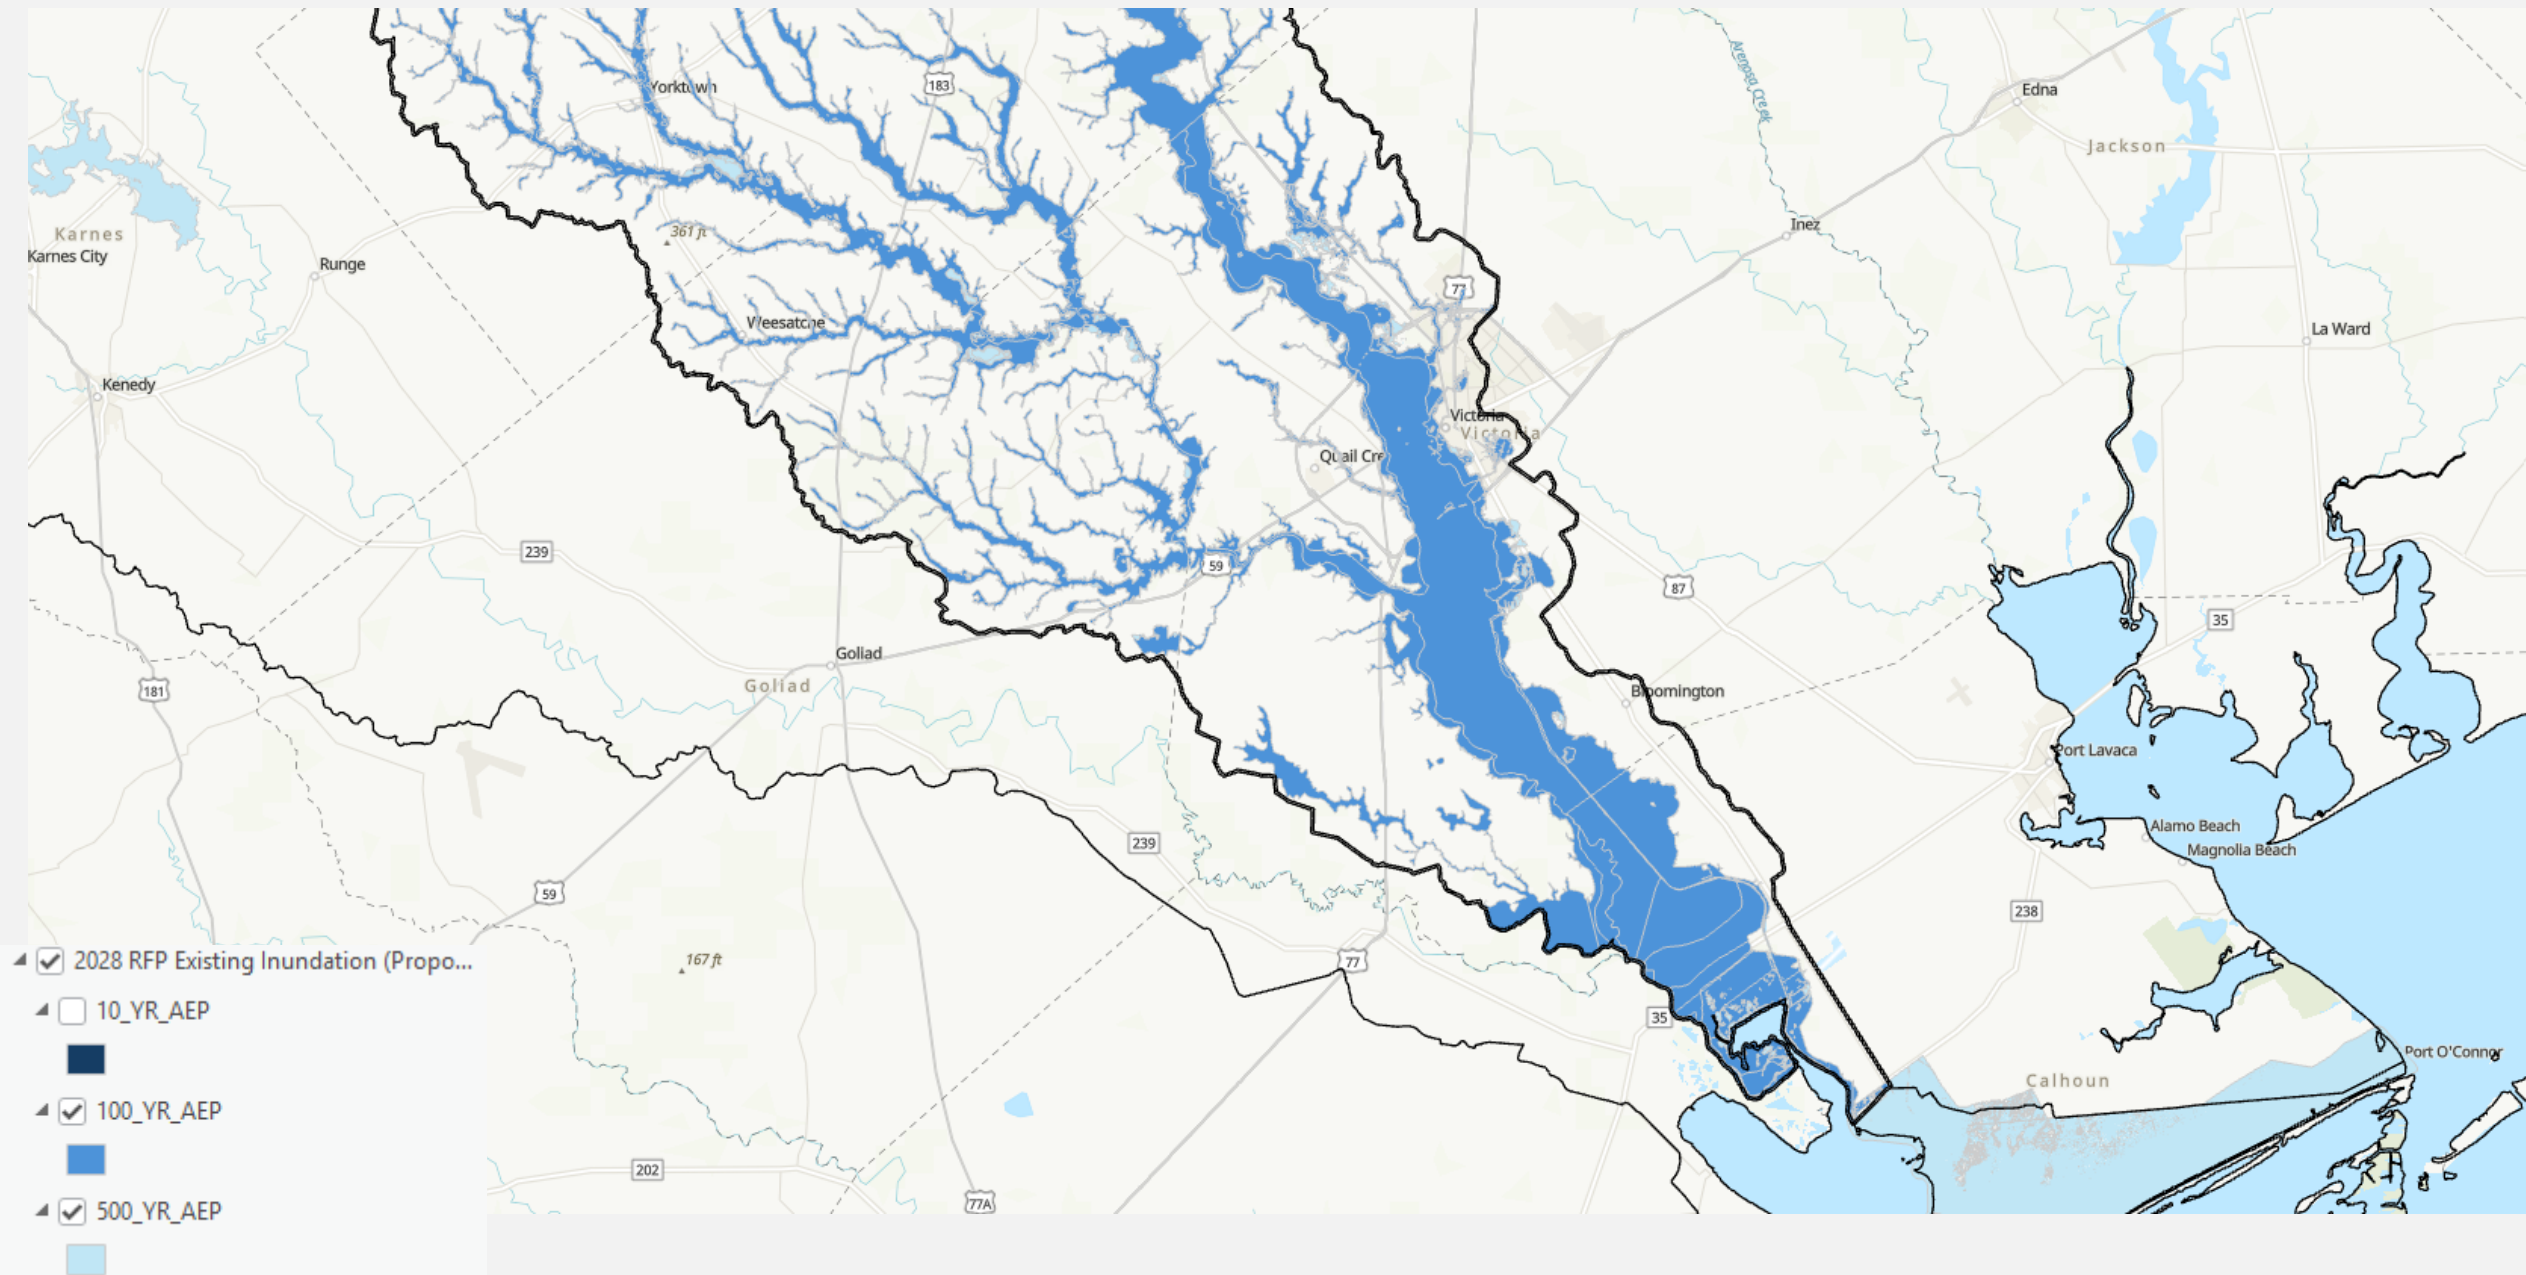 Yorktown
183
Arenosa Creek
Edna
Jackson
Karnes
Karnes City
361 ft
Runge
Inez
77
Weesatche
La Ward
Kenedy
Victoria
Victoria
Quail Cre
239
59
87
35
Goliad
Goliad
181
Bloomington
Port Lavaca
Alamo Beach
Magnolia Beach
239
59
238
167 ft
77
35
Port O'Connor
Calhoun
202
77A
2028 RFP Existing Inundation (Propo...
10_YR_AEP
100_YR_AEP
500_YR_AEP